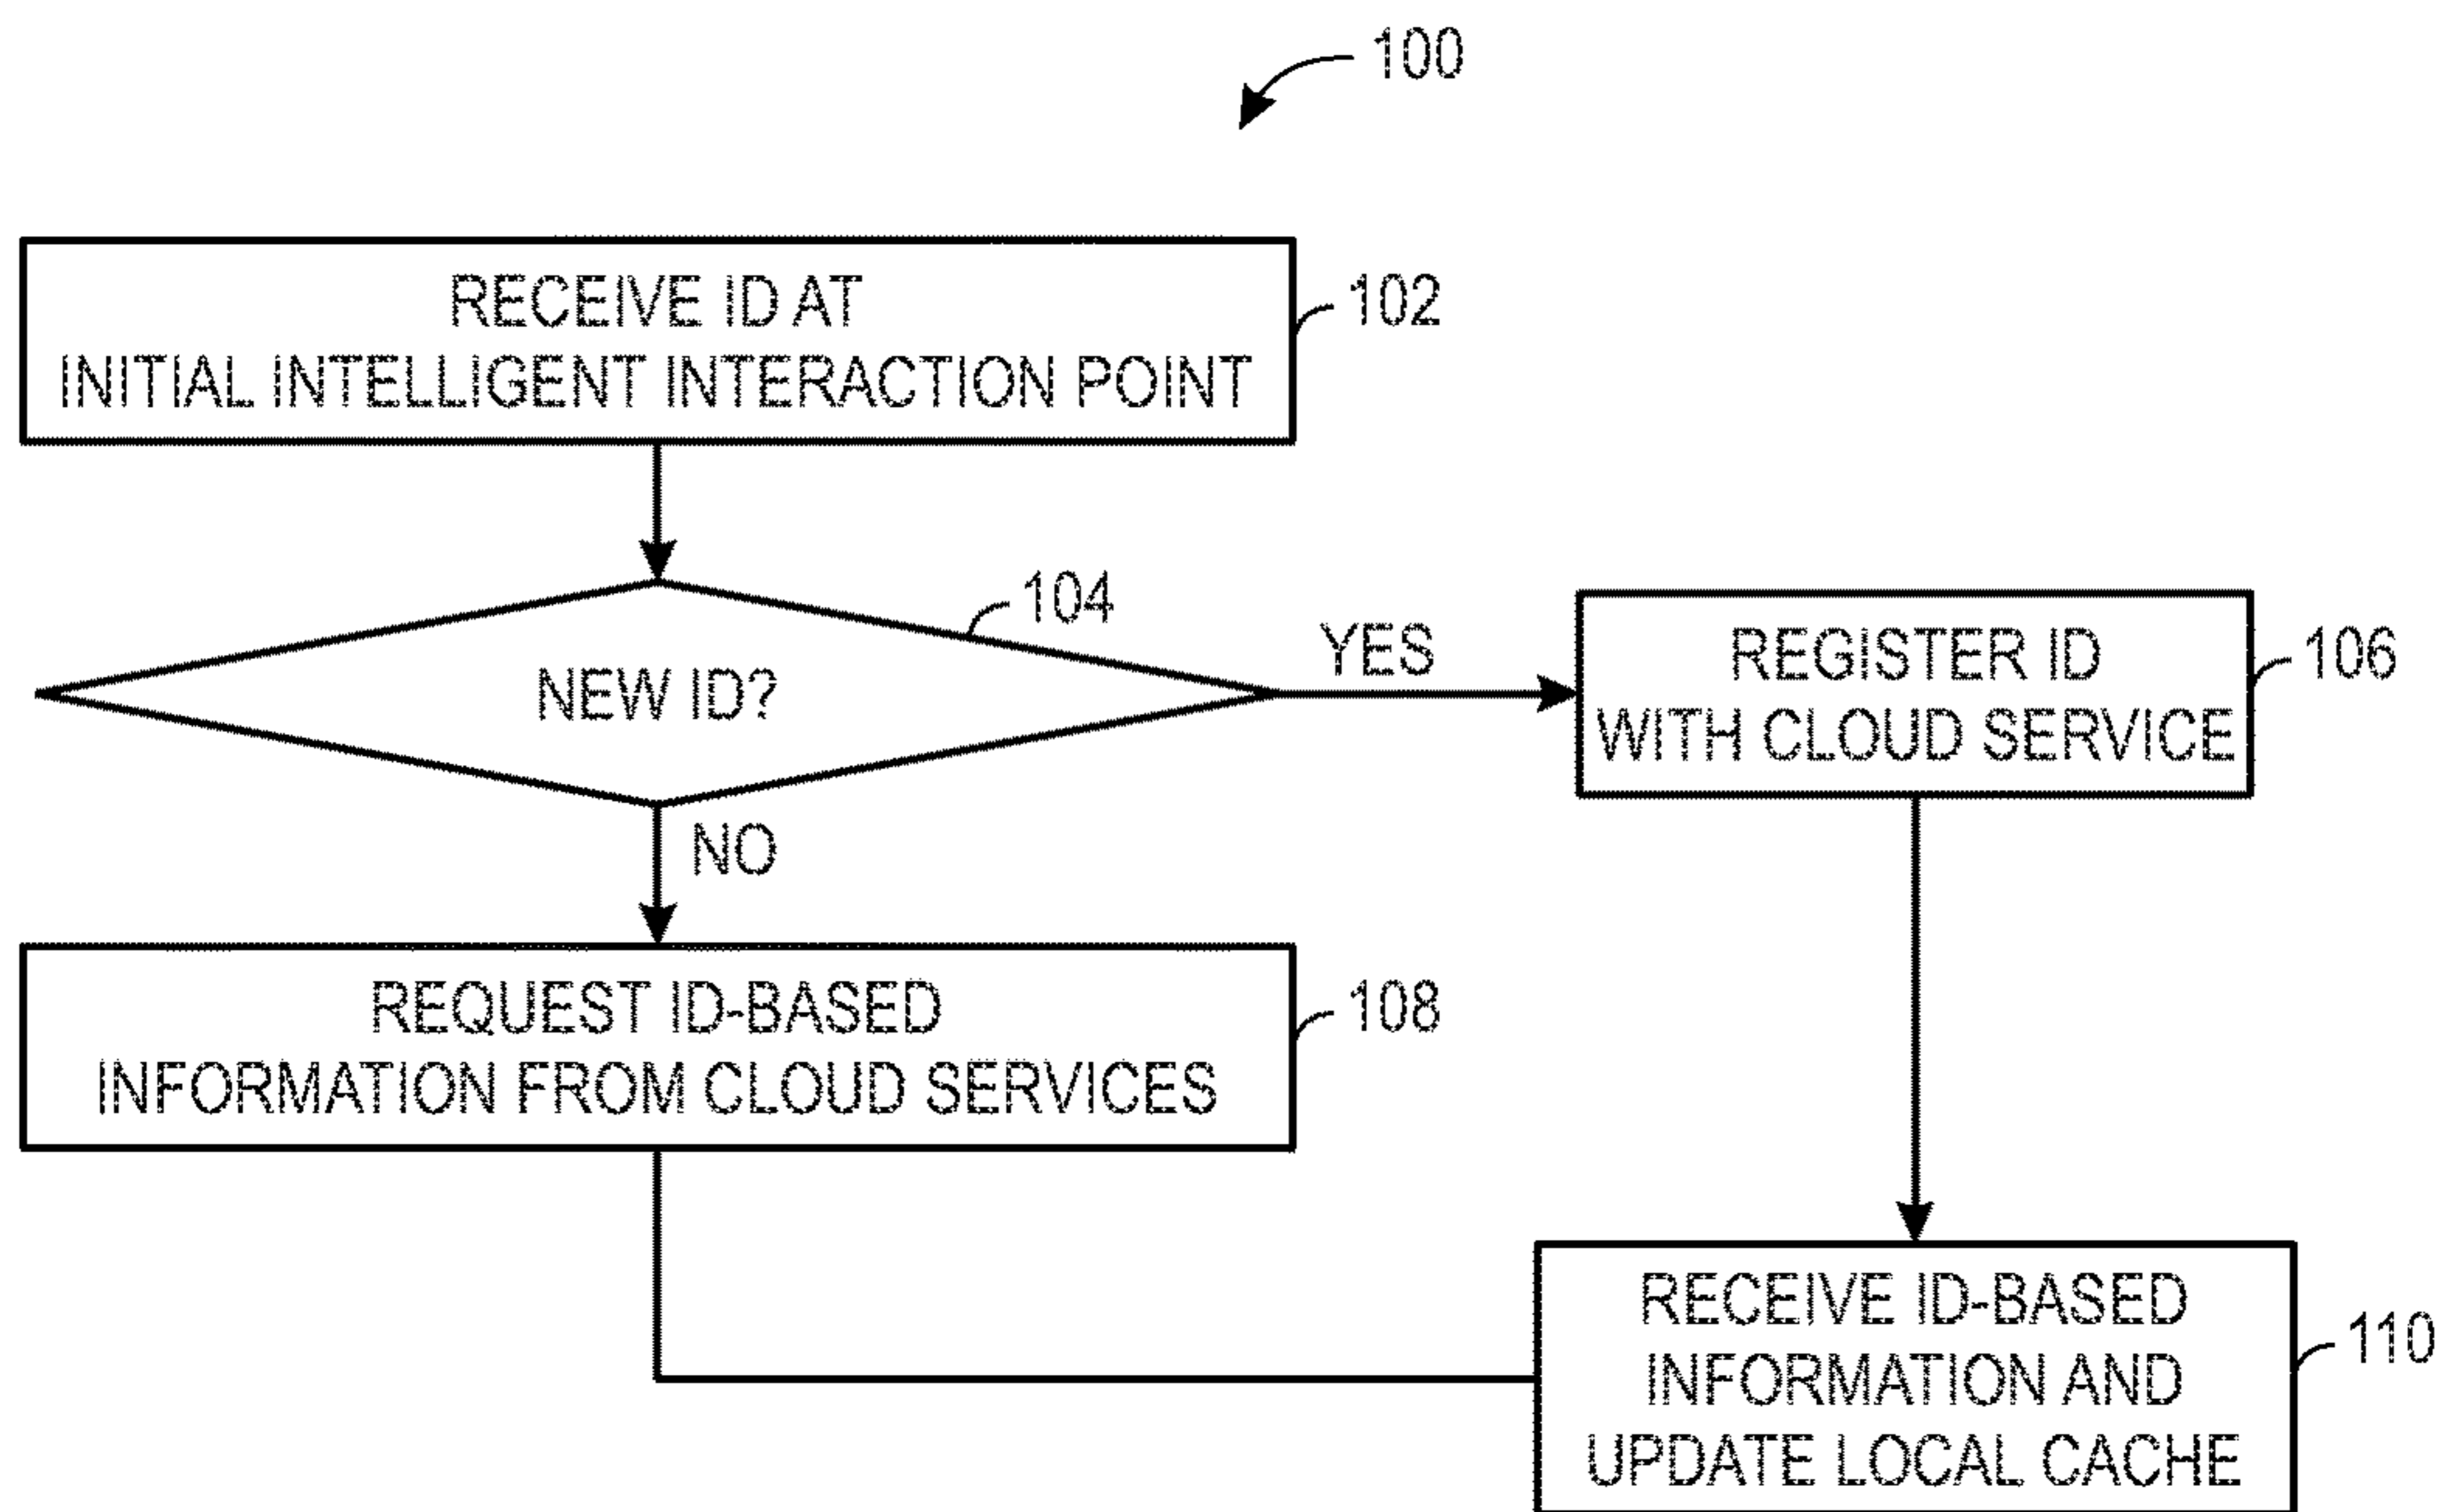 100
RECEIVE ID AT
INITIAL INTELLIGENT INTERACTION POINT
102
104
NEW ID?
YES
REGISTER ID
WITH CLOUD SERVICE
106
NO
REQUEST ID-BASED
INFORMATION FROM CLOUD SERVICES
108
RECEIVE ID-BASED
INFORMATION AND
UPDATE LOCAL CACHE
110